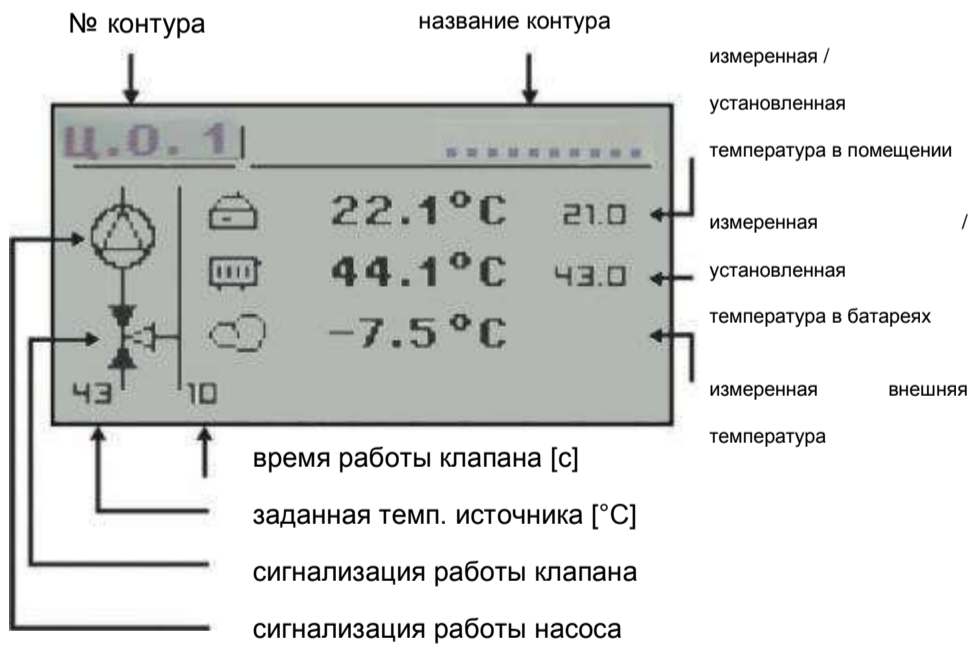 № контура
название контура
измеренная /
установленная
температура в помещении
измеренная /
установленная
температура в батареях
измеренная внешняя
температура
ц.о. 1
..........
22.1°C 21.0
44.1°C 43.0
-7.5°C
43 10
время работы клапана [с]
заданная темп. источника [°C]
сигнализация работы клапана
сигнализация работы насоса